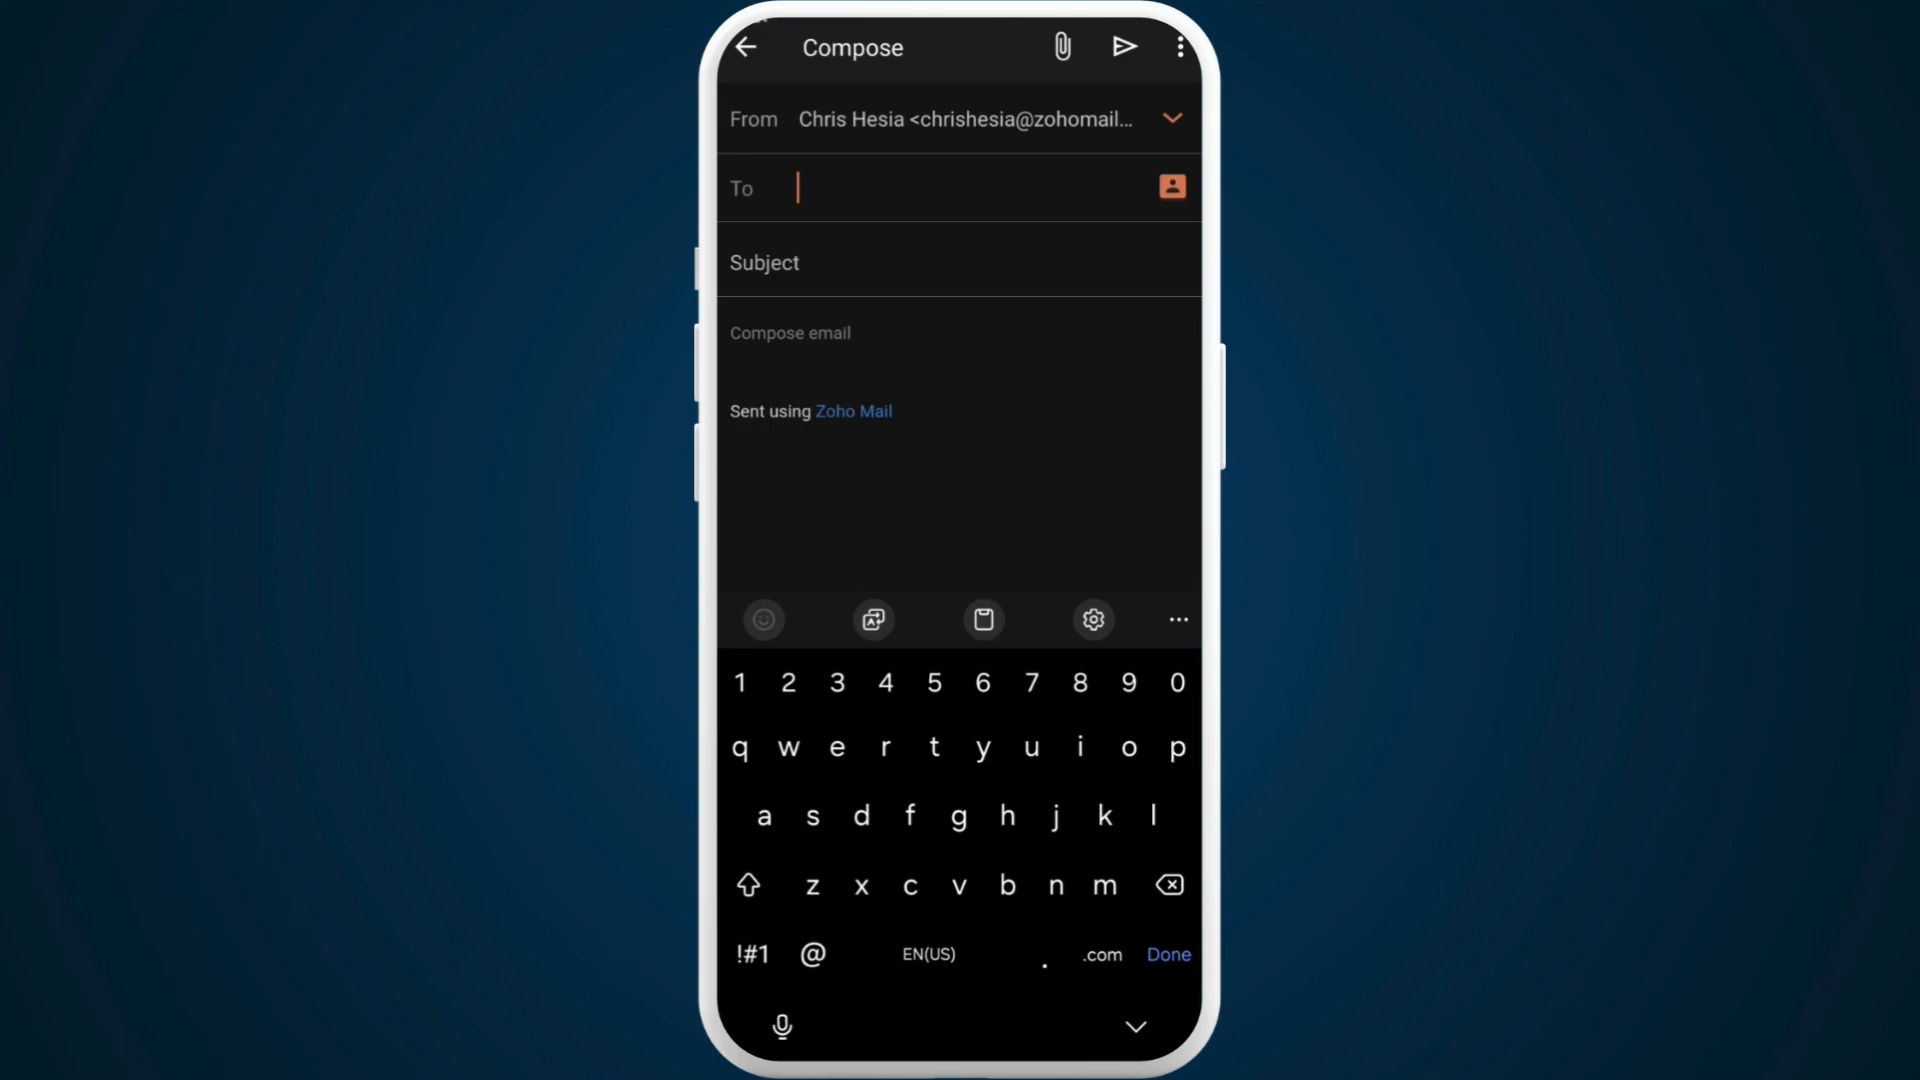 Compose
From Chris Hesia <chrishesia@zohomail...
To
Subject
Compose email
Sent using Zoho Mail
1 2 3 4 5 6 7 8 9 0
q w e r t y u i o p
a s d f g h j k l
z x c v b n m
!#1 @ EN(US) . .com Done